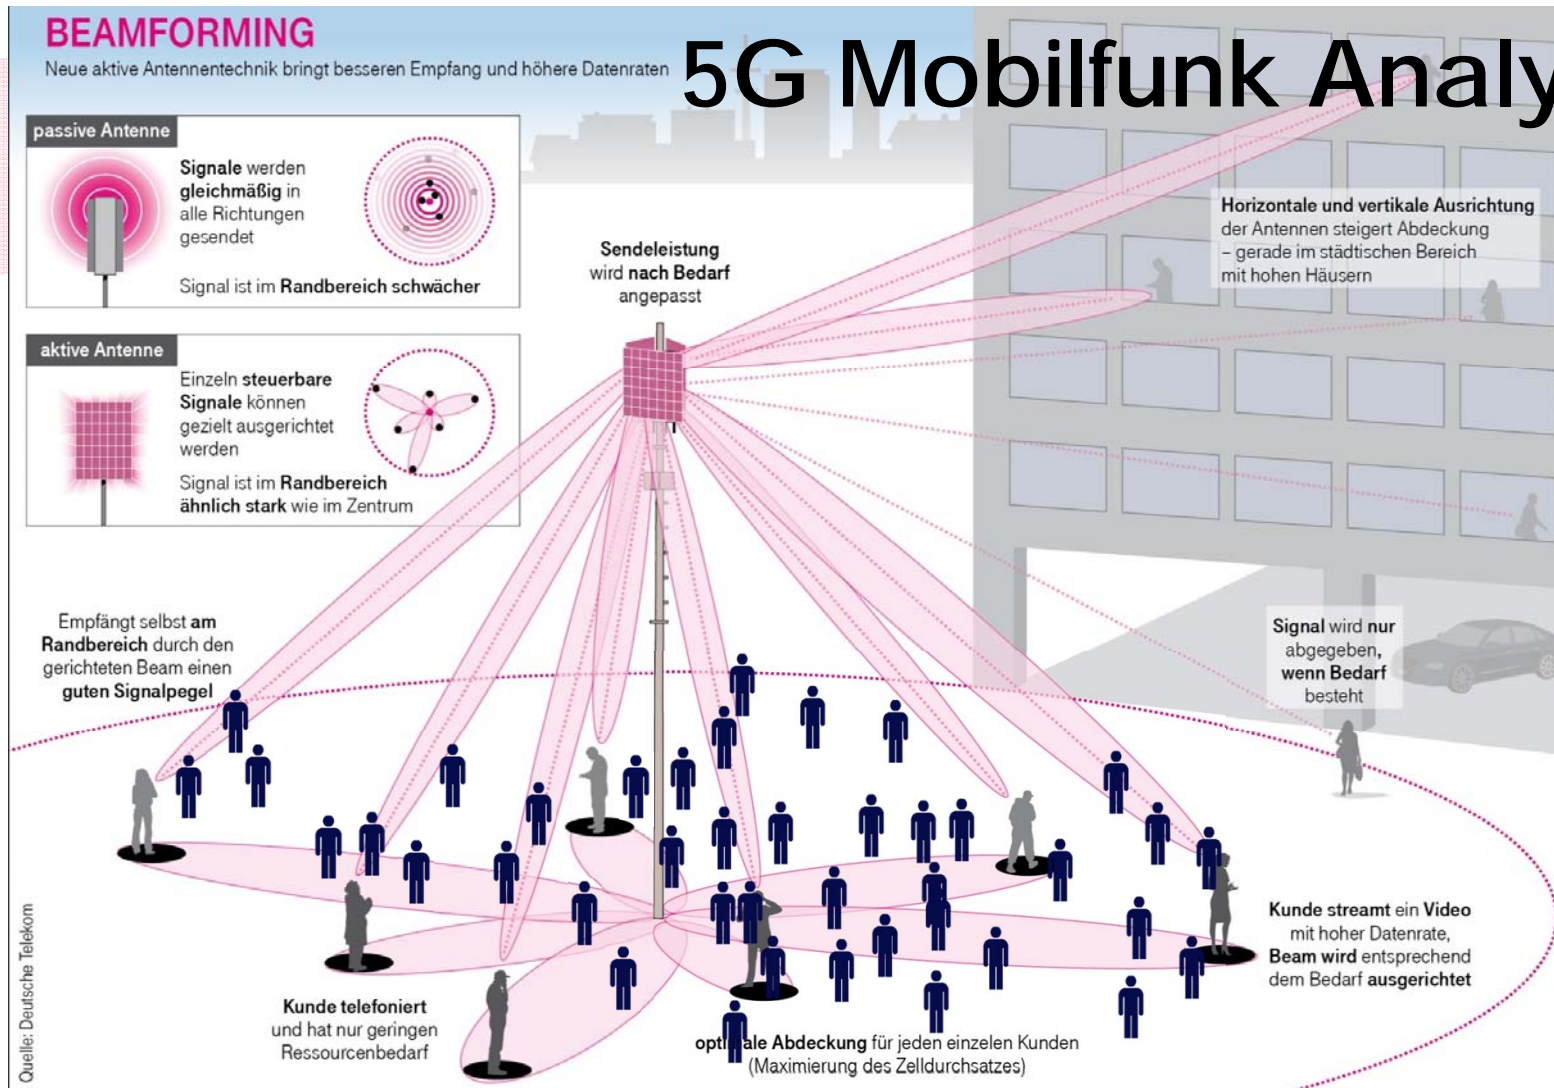 BEAMFORMING
Neue aktive Antennentechnik bringt besseren Empfang und höhere Datenraten
5G Mobilfunk Analy
passive Antenne
Signale werden
gleichmäßig in
alle Richtungen
gesendet
Signal ist im Randbereich schwächer
aktive Antenne
Einzeln steuerbare
Signale können
gezielt ausgerichtet
werden
Signal ist im Randbereich
ähnlich stark wie im Zentrum
Sendeleistung
wird nach Bedarf
angepasst
Horizontale und vertikale Ausrichtung
der Antennen steigert Abdeckung
– gerade im städtischen Bereich
mit hohen Häusern
Empfängt selbst am
Randbereich durch den
gerichteten Beam einen
guten Signalpegel
Signal wird nur
abgegeben,
wenn Bedarf
besteht
Kunde streamt ein Video
mit hoher Datenrate,
Beam wird entsprechend
dem Bedarf ausgerichtet
Kunde telefoniert
und hat nur geringen
Ressourcenbedarf
optimale Abdeckung für jeden einzelen Kunden
(Maximierung des Zelldurchsatzes)
Quelle: Deutsche Telekom